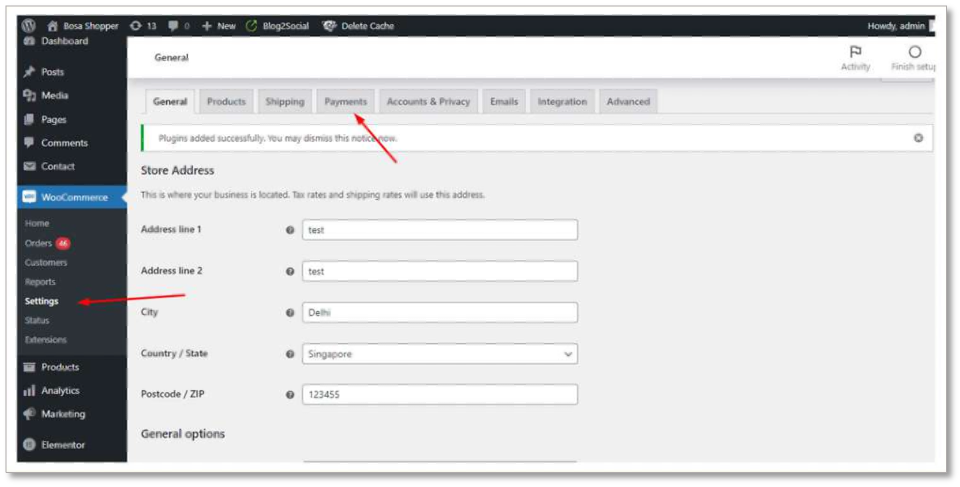 Bosa Shopper 13 0 New Blog2Social Delete Cache Howdy, admin
Dashboard
Posts
Media
Pages
Comments
Contact
WooCommerce
Home
Orders 46
Customers
Reports
Settings
Status
Extensions
Products
Analytics
Marketing
Elementor
General
Activity
Finish setup
General Products Shipping Payments Accounts & Privacy Emails Integration Advanced
Plugins added successfully. You may dismiss this notice now.
Store Address
This is where your business is located. Tax rates and shipping rates will use this address.
Address line 1 test
Address line 2 test
City Delhi
Country / State Singapore
Postcode / ZIP 123455
General options